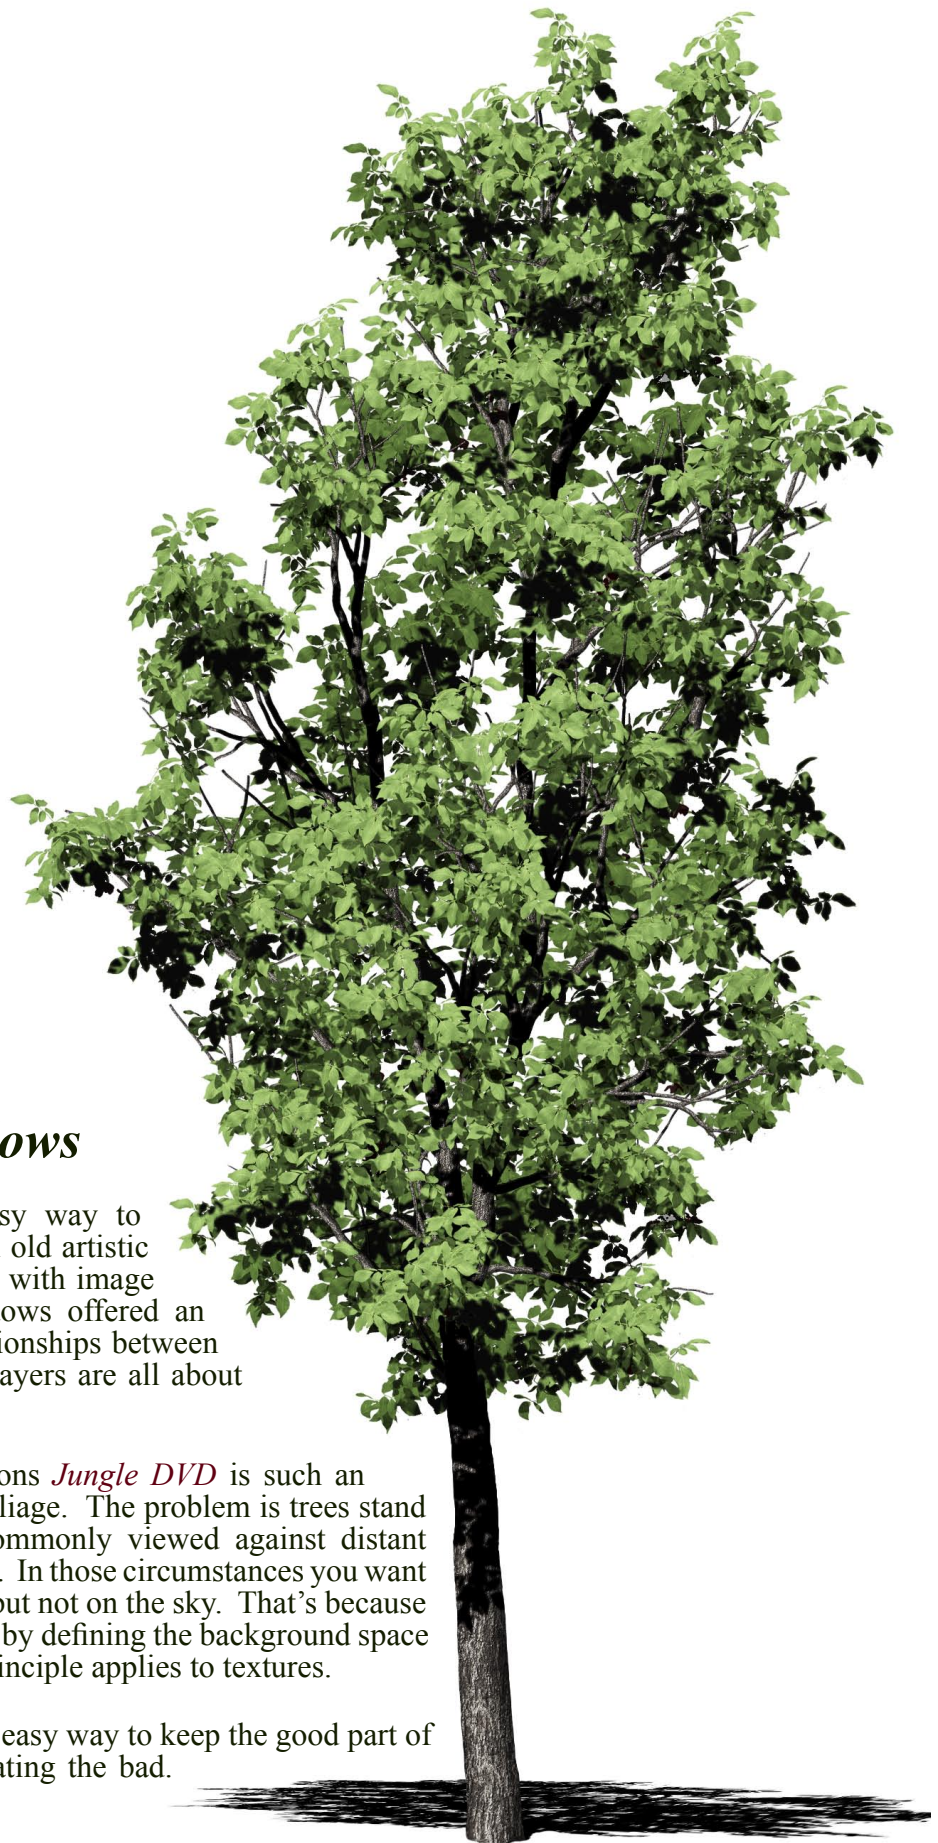 ows
sy way to
old artistic
with image
ows offered an
ionships between
ayers are all about
ons Jungle DVD is such an
liage. The problem is trees stand
ommonly viewed against distant
. In those circumstances you want
but not on the sky. That’s because
by defining the background space
inciple applies to textures.
easy way to keep the good part of
ating the bad.